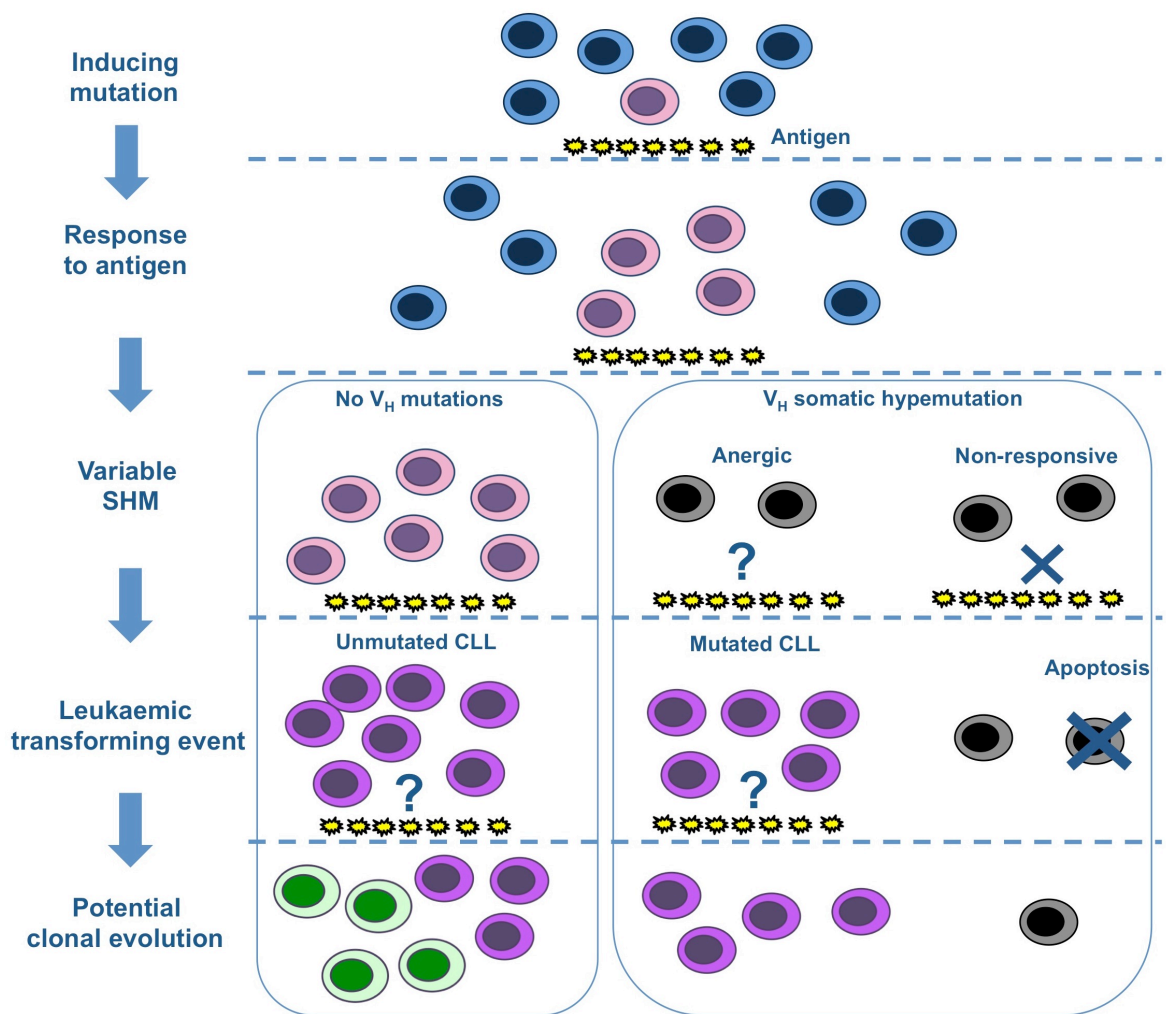 Inducing
mutation
Antigen
Response
to antigen
No VH mutations
VH somatic hypemutation
Variable
SHM
Anergic
Non-responsive
?
Unmutated CLL
Mutated CLL
Apoptosis
Leukaemic
transforming event
?
?
Potential
clonal evolution